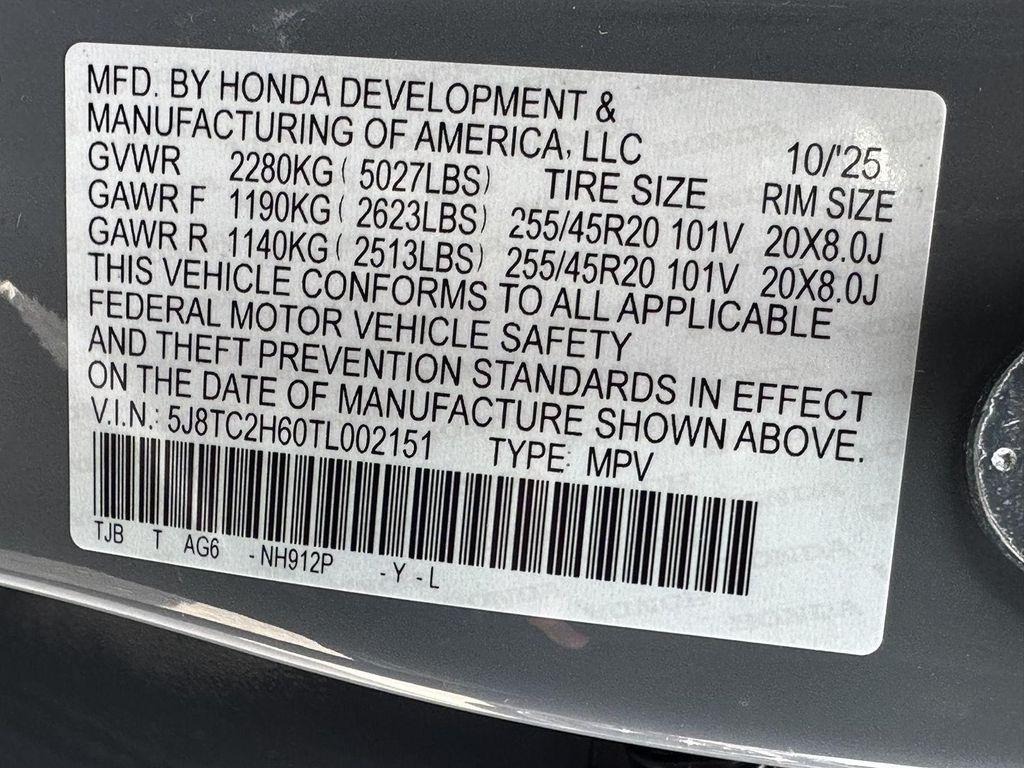 MFD. BY HONDA DEVELOPMENT &
MANUFACTURING OF AMERICA, LLC 10/'25
GVWR 2280KG ( 5027LBS) TIRE SIZE RIM SIZE
GAWR F 1190KG ( 2623LBS) 255/45R20 101V 20X8.0J
GAWR R 1140KG ( 2513LBS) 255/45R20 101V 20X8.0J
THIS VEHICLE CONFORMS TO ALL APPLICABLE
FEDERAL MOTOR VEHICLE SAFETY
AND THEFT PREVENTION STANDARDS IN EFFECT
ON THE DATE OF MANUFACTURE SHOWN ABOVE.
V.I.N.: 5J8TC2H60TL002151 TYPE: MPV
TJB T AG6 - NH912P - Y - L